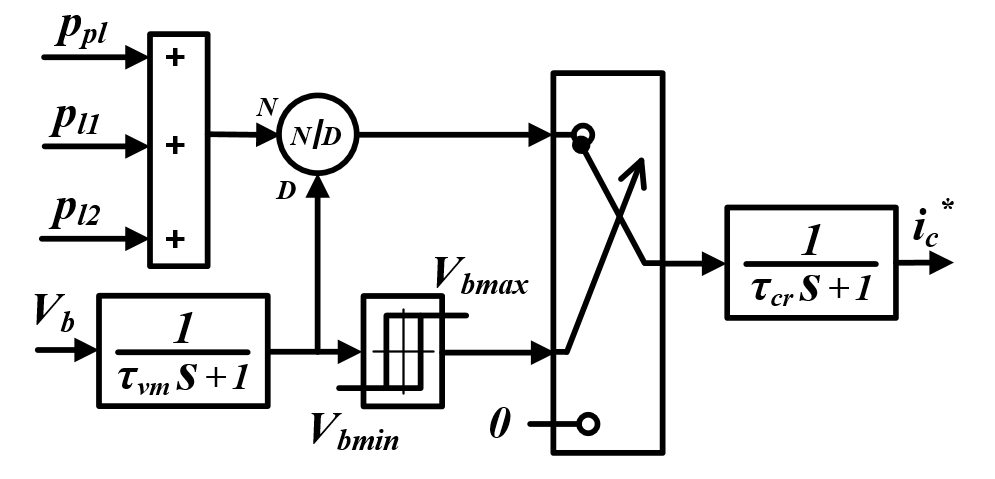 p_pl
+
p_l1
+
p_l2
+
N
N/D
D
V_b
1
τ_vm S + 1
V_bmax
V_bmin
0
1
τ_cr S + 1
i_c*